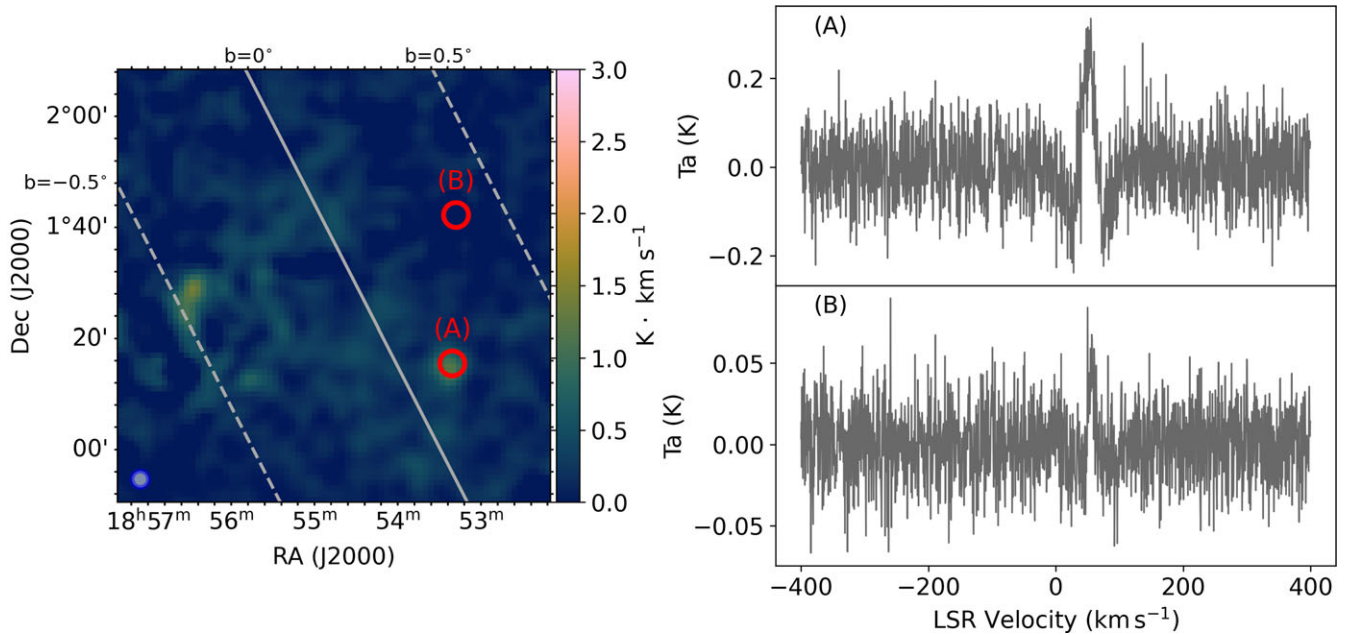 b=0° b=0.5°
b=−0.5°
2°00'
1°40'
20'
00'
Dec (J2000)
(B)
(A)
18ʰ57ᵐ 56ᵐ 55ᵐ 54ᵐ 53ᵐ
RA (J2000)
3.0
2.5
2.0
1.5
1.0
0.5
0.0
K · km s⁻¹
(A)
0.2
0.0
−0.2
Ta (K)
(B)
0.05
0.00
−0.05
Ta (K)
−400 −200 0 200 400
LSR Velocity (km s⁻¹)